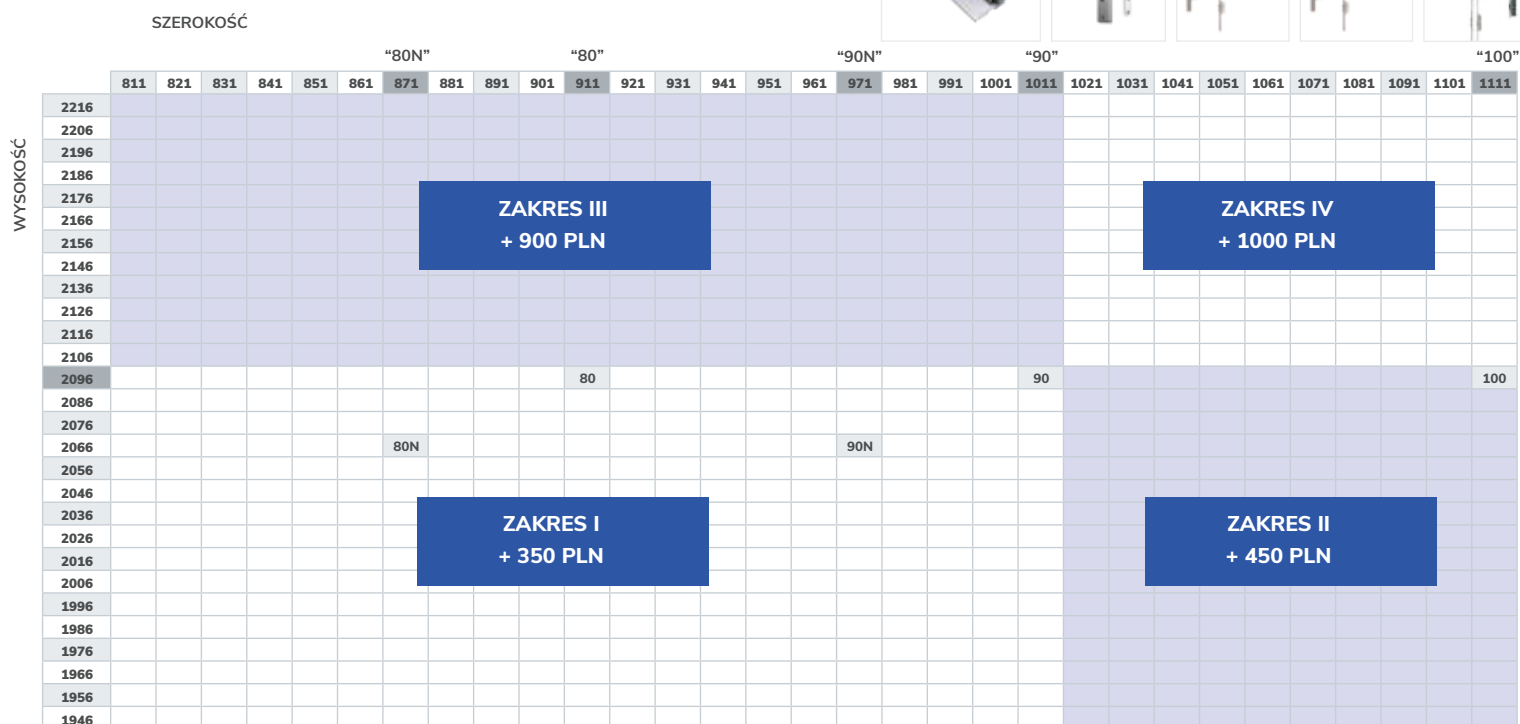 SZEROKOŚĆ
“80N” “80” “90N” “90” “100”
811 821 831 841 851 861 871 881 891 901 911 921 931 941 951 961 971 981 991 1001 1011 1021 1031 1041 1051 1061 1071 1081 1091 1101 1111
WYSOKOŚĆ
2216
2206
2196
2186
2176
2166
2156
2146
2136
2126
2116
2106
ZAKRES III
+ 900 PLN
ZAKRES IV
+ 1000 PLN
2096 80 90 100
2086
2076
2066 80N 90N
2056
2046
2036
2026
2016
2006
1996
1986
1976
1966
1956
1946
ZAKRES I
+ 350 PLN
ZAKRES II
+ 450 PLN